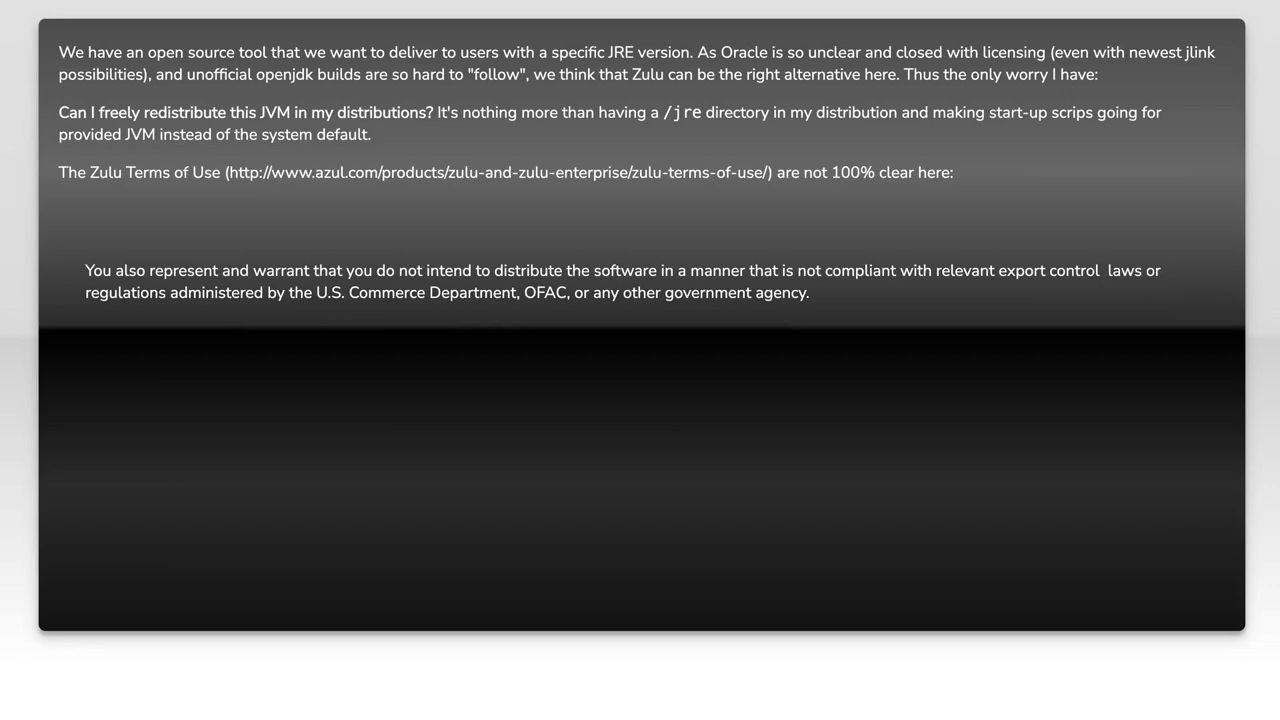 We have an open source tool that we want to deliver to users with a specific JRE version. As Oracle is so unclear and closed with licensing (even with newest jlink
possibilities), and unofficial openjdk builds are so hard to "follow", we think that Zulu can be the right alternative here. Thus the only worry I have:
Can I freely redistribute this JVM in my distributions? It's nothing more than having a /jre directory in my distribution and making start-up scrips going for
provided JVM instead of the system default.
The Zulu Terms of Use (http://www.azul.com/products/zulu-and-zulu-enterprise/zulu-terms-of-use/) are not 100% clear here:
You also represent and warrant that you do not intend to distribute the software in a manner that is not compliant with relevant export control  laws or
regulations administered by the U.S. Commerce Department, OFAC, or any other government agency.